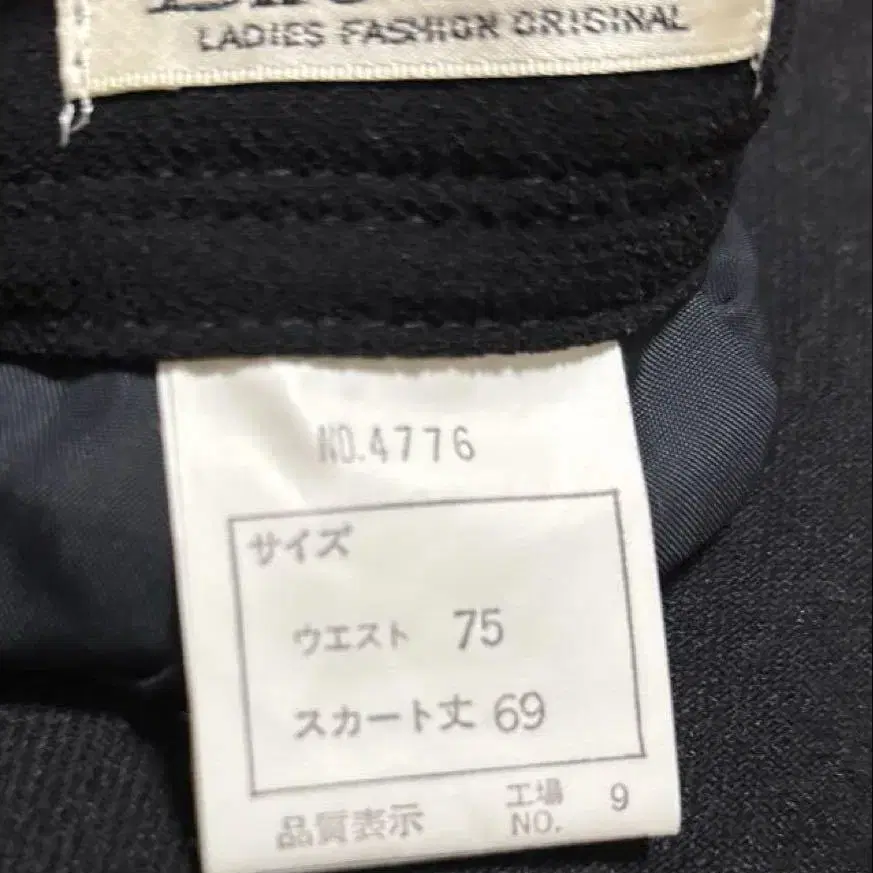 LADIES FASHION ORIGINAL
NO.4776
サイズ
ウエスト 75
スカート丈 69
品質表示 工場 NO. 9